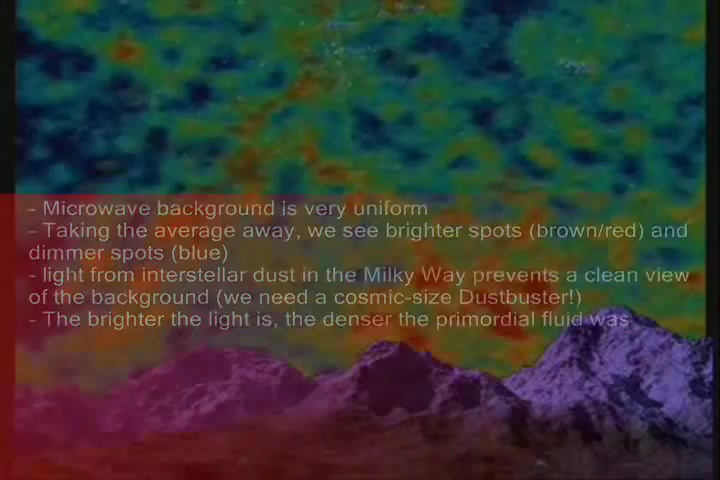 - Microwave background is very uniform
- Taking the average away, we see brighter spots (brown/red) and
dimmer spots (blue)
- light from interstellar dust in the Milky Way prevents a clean view
of the background (we need a cosmic-size Dustbuster!)
- The brighter the light is, the denser the primordial fluid was